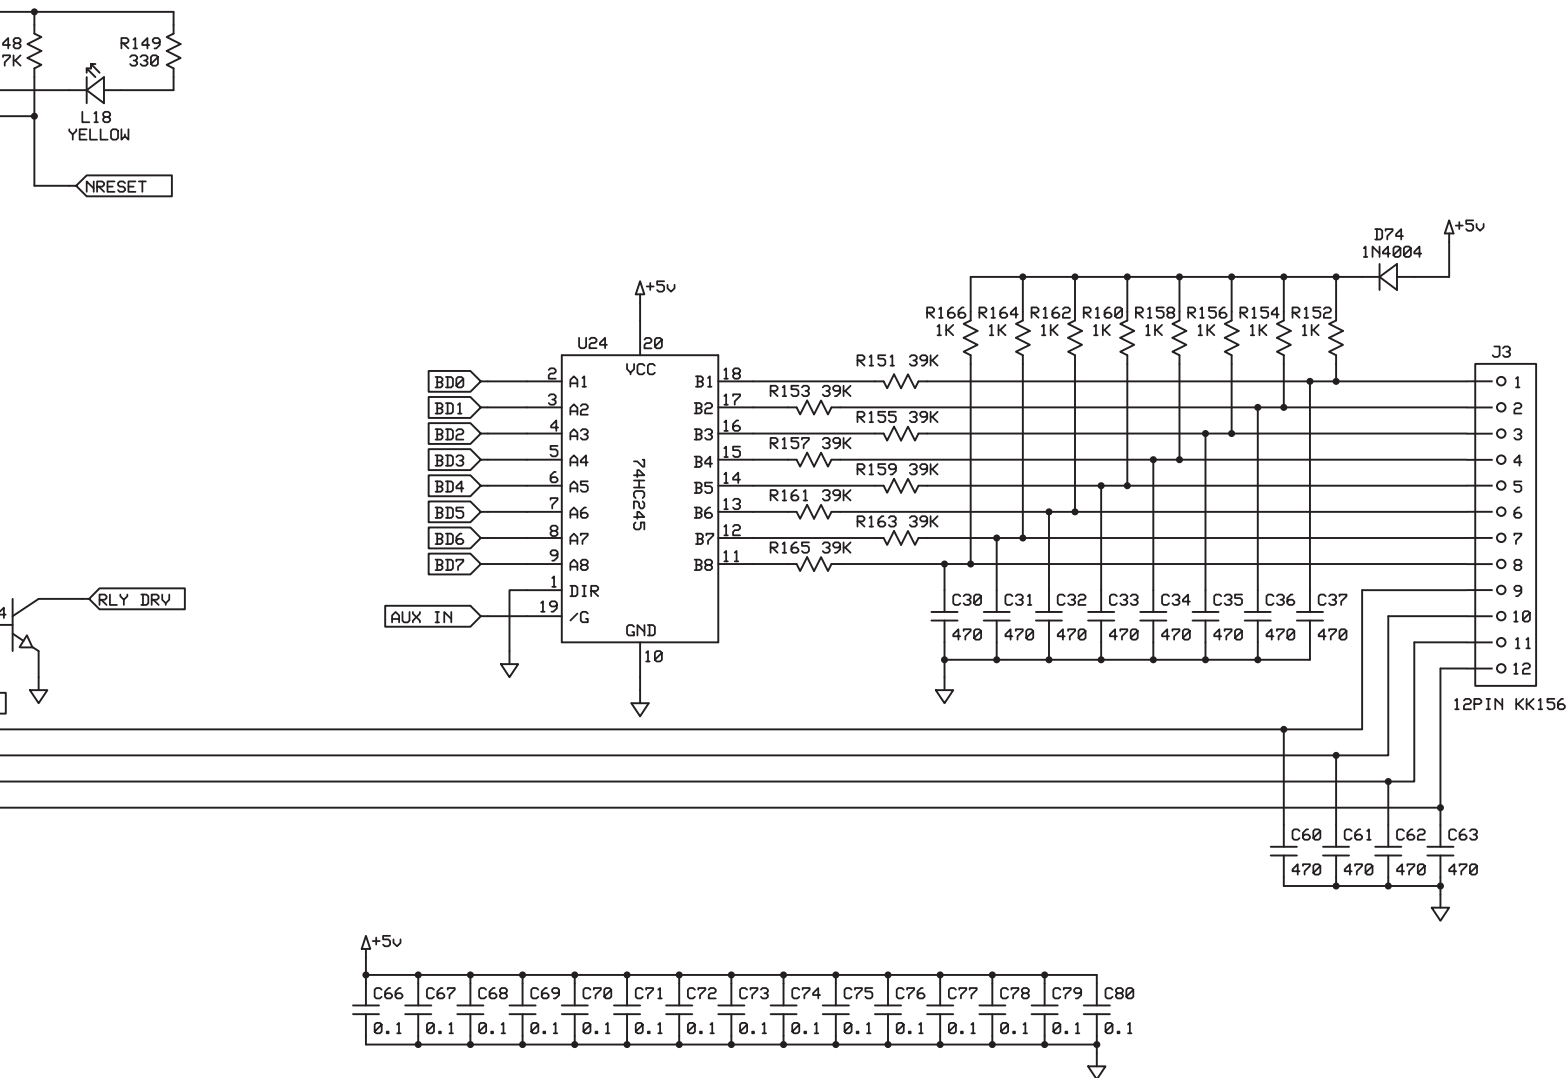 48
7K
R149
330
L18
YELLOW
NRESET
+5v
D74
1N4004
+5v
R166 R164 R162 R160 R158 R156 R154 R152
1K 1K 1K 1K 1K 1K 1K 1K
U24
20
VCC
J3
BD0 2 A1 B1 18 R151 39K 1
BD1 3 A2 B2 17 R153 39K 2
BD2 4 A3 B3 16 R155 39K 3
BD3 5 A4 B4 15 R157 39K 4
BD4 6 A5 B5 14 R159 39K 5
BD5 7 A6 B6 13 R161 39K 6
BD6 8 A7 B7 12 R163 39K 7
BD7 9 A8 B8 11 R165 39K 8
74HC245
1 DIR 9
AUX IN 19 /G 10
GND 11
10 12
C30 C31 C32 C33 C34 C35 C36 C37
470 470 470 470 470 470 470 470
4
RLY DRV
12PIN KK156
C60 C61 C62 C63
470 470 470 470
+5v
C66 C67 C68 C69 C70 C71 C72 C73 C74 C75 C76 C77 C78 C79 C80
0.1 0.1 0.1 0.1 0.1 0.1 0.1 0.1 0.1 0.1 0.1 0.1 0.1 0.1 0.1